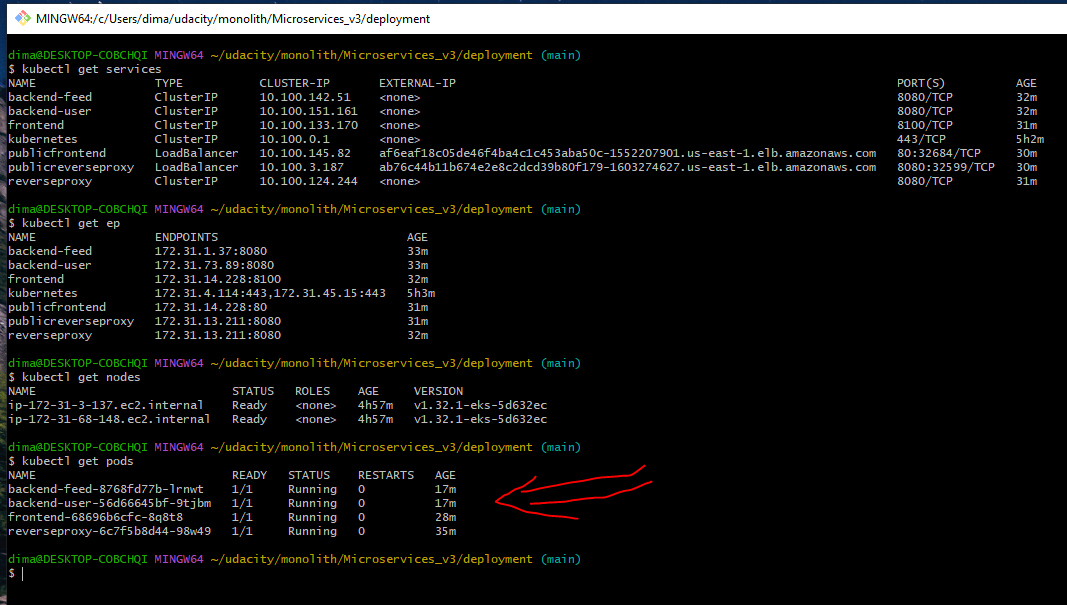 MINGW64:/c/Users/dima/udacity/monolith/Microservices_v3/deployment
dima@DESKTOP-COBCHQI MINGW64 ~/udacity/monolith/Microservices_v3/deployment (main)
$ kubectl get services
NAME TYPE CLUSTER-IP EXTERNAL-IP PORT(S) AGE
backend-feed ClusterIP 10.100.142.51 <none> 8080/TCP 32m
backend-user ClusterIP 10.100.151.161 <none> 8080/TCP 32m
frontend ClusterIP 10.100.133.170 <none> 8100/TCP 31m
kubernetes ClusterIP 10.100.0.1 <none> 443/TCP 5h2m
publicfrontend LoadBalancer 10.100.145.82 af6eaf18c05de46f4ba4c1c453aba50c-1552207901.us-east-1.elb.amazonaws.com 80:32684/TCP 30m
publicreverseproxy LoadBalancer 10.100.3.187 ab76c44b11b674e2e8c2dcd39b80f179-1603274627.us-east-1.elb.amazonaws.com 8080:32599/TCP 30m
reverseproxy ClusterIP 10.100.124.244 <none> 8080/TCP 31m
dima@DESKTOP-COBCHQI MINGW64 ~/udacity/monolith/Microservices_v3/deployment (main)
$ kubectl get ep
NAME ENDPOINTS AGE
backend-feed 172.31.1.37:8080 33m
backend-user 172.31.73.89:8080 33m
frontend 172.31.14.228:8100 32m
kubernetes 172.31.4.114:443,172.31.45.15:443 5h3m
publicfrontend 172.31.14.228:80 31m
publicreverseproxy 172.31.13.211:8080 31m
reverseproxy 172.31.13.211:8080 32m
dima@DESKTOP-COBCHQI MINGW64 ~/udacity/monolith/Microservices_v3/deployment (main)
$ kubectl get nodes
NAME STATUS ROLES AGE VERSION
ip-172-31-3-137.ec2.internal Ready <none> 4h57m v1.32.1-eks-5d632ec
ip-172-31-68-148.ec2.internal Ready <none> 4h57m v1.32.1-eks-5d632ec
dima@DESKTOP-COBCHQI MINGW64 ~/udacity/monolith/Microservices_v3/deployment (main)
$ kubectl get pods
NAME READY STATUS RESTARTS AGE
backend-feed-8768fd77b-lrnwt 1/1 Running 0 17m
backend-user-56d66645bf-9tjbm 1/1 Running 0 17m
frontend-68696b6cfc-8q8t8 1/1 Running 0 28m
reverseproxy-6c7f5b8d44-98w49 1/1 Running 0 35m
dima@DESKTOP-COBCHQI MINGW64 ~/udacity/monolith/Microservices_v3/deployment (main)
$